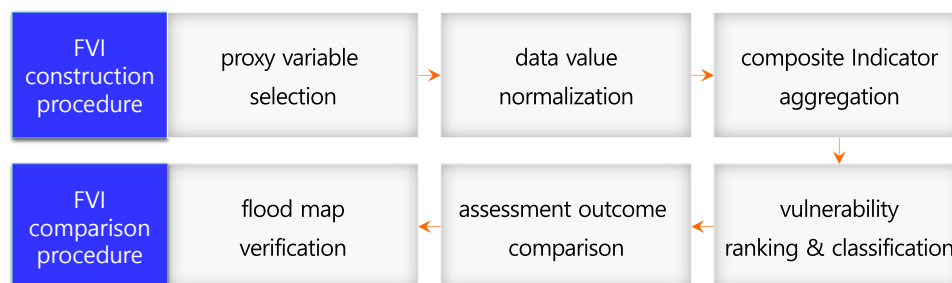 FVI
construction
procedure
proxy variable
selection
data value
normalization
composite Indicator
aggregation
FVI
comparison
procedure
flood map
verification
assessment outcome
comparison
vulnerability
ranking & classification